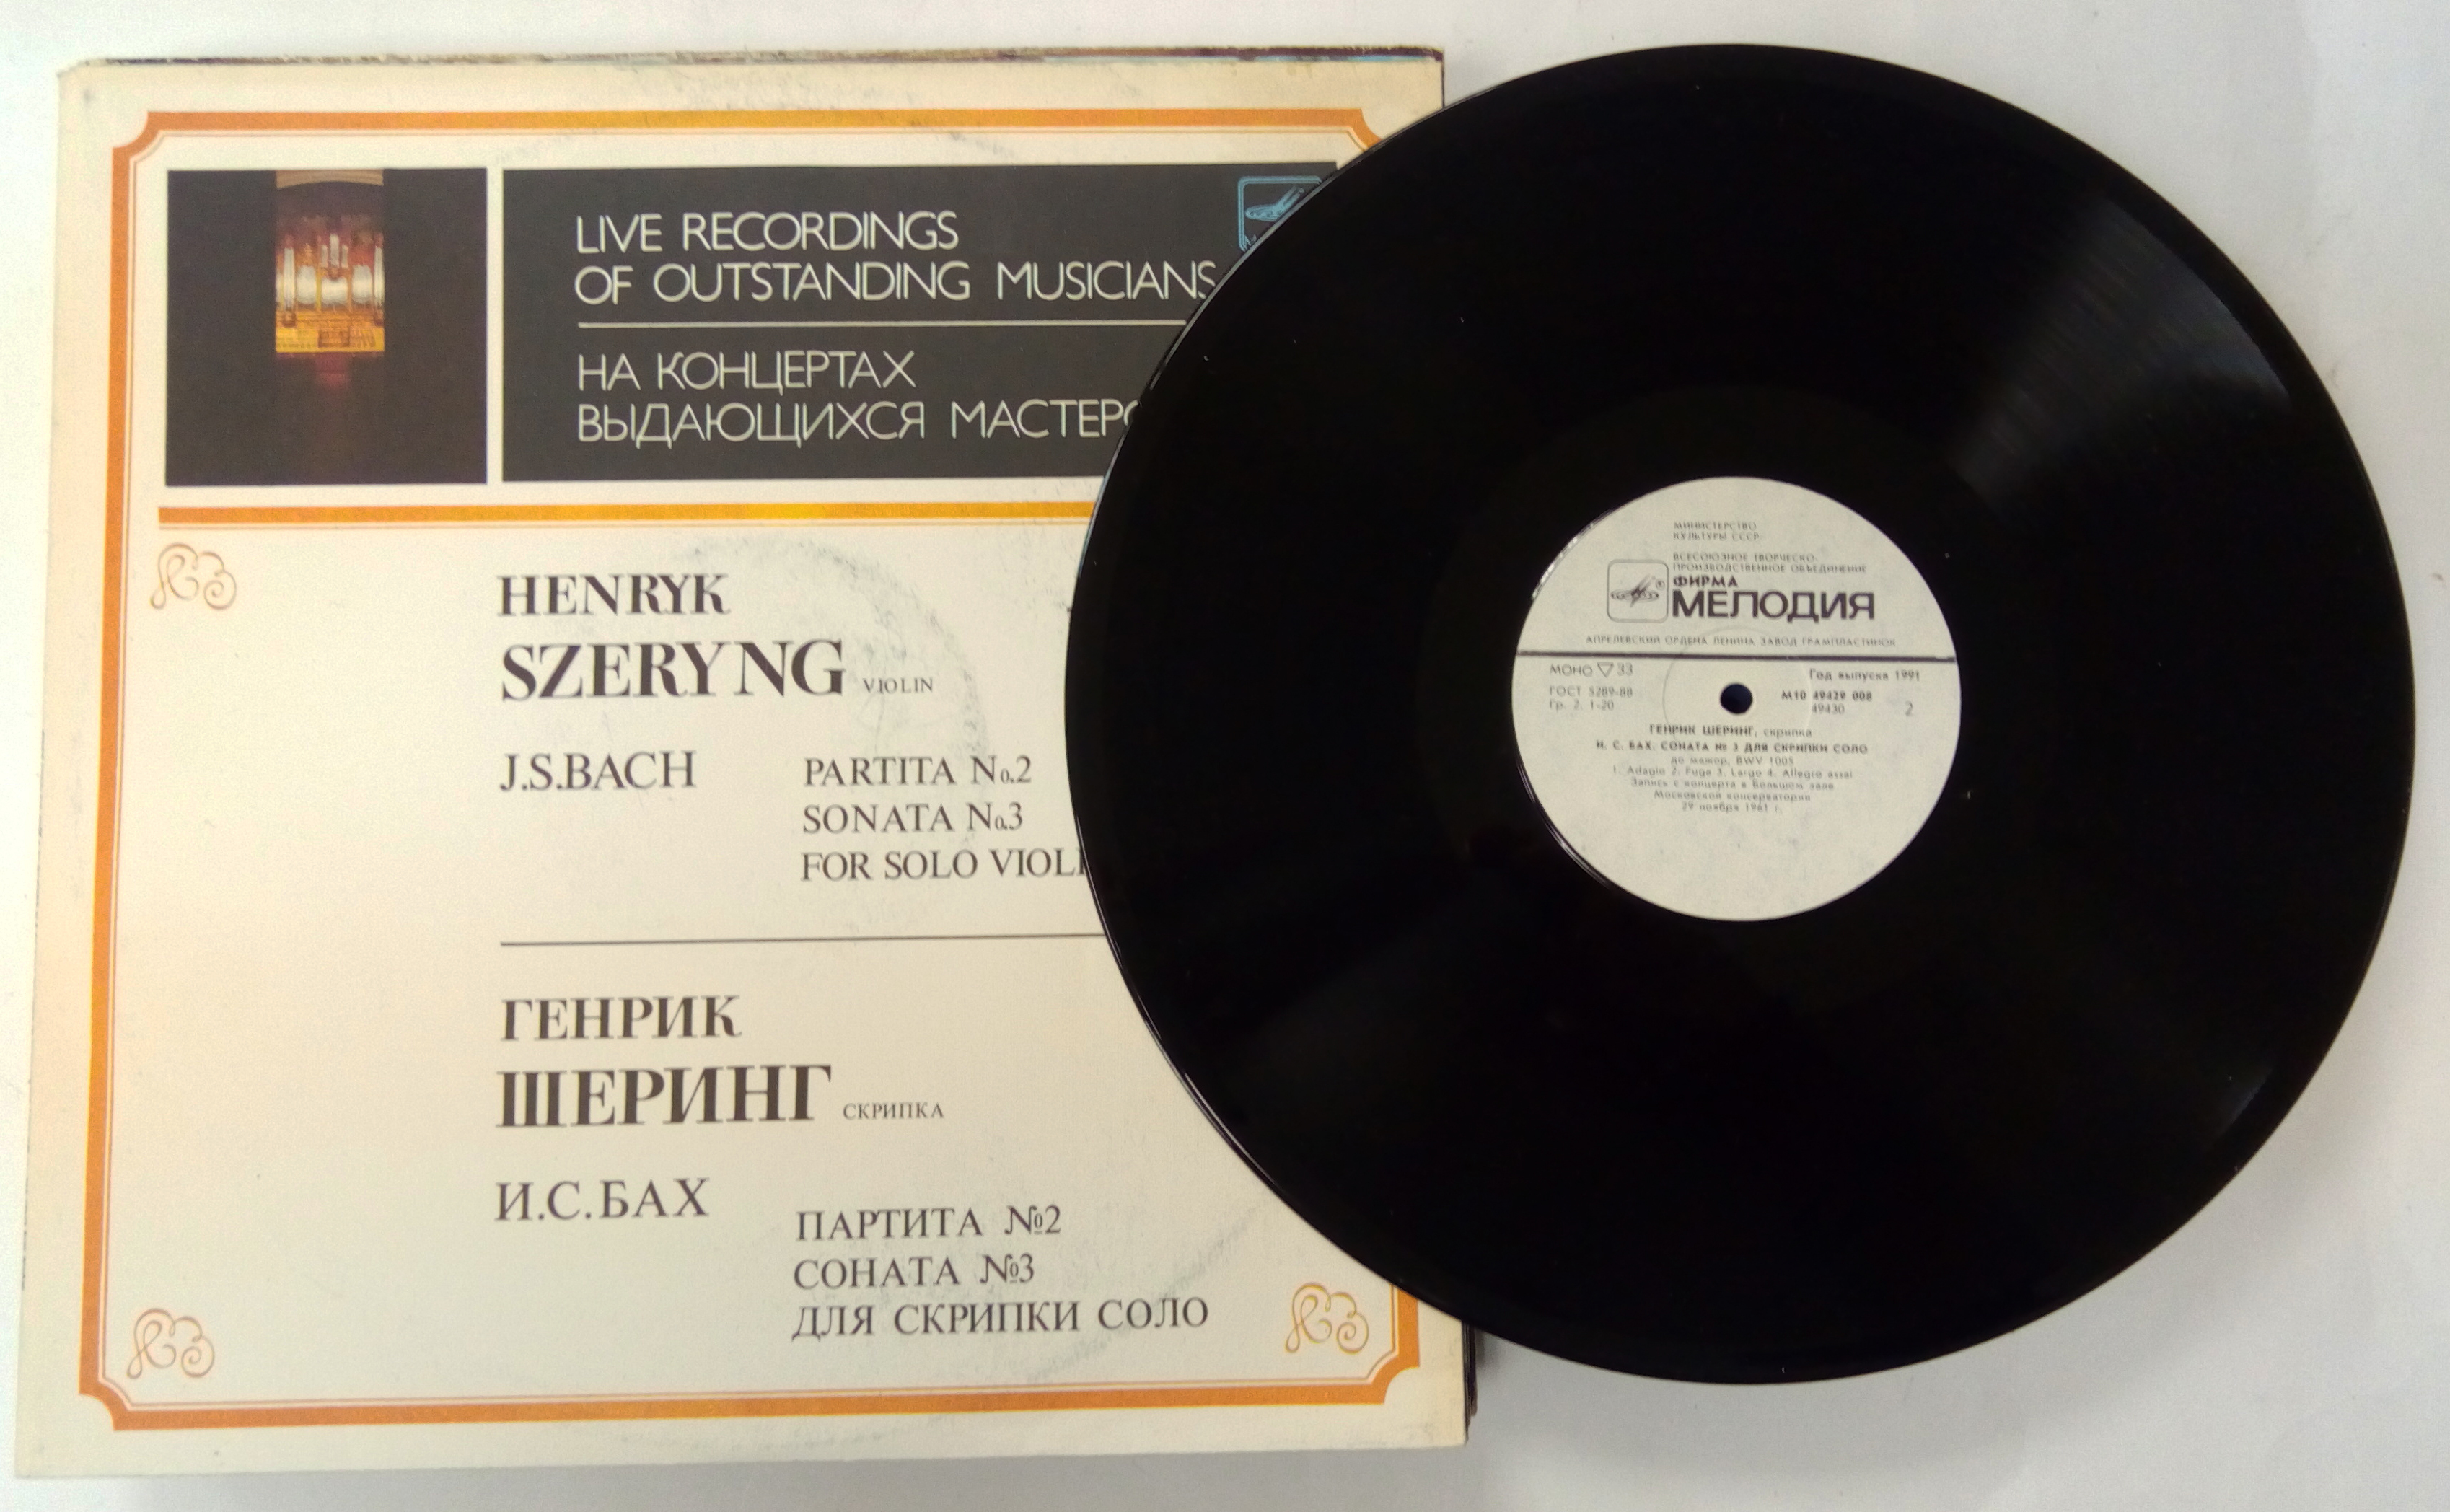 LIVE RECORDINGS
OF OUTSTANDING MUSICIANS
НА КОНЦЕРТАХ
ВЫДАЮЩИХСЯ МАСТЕРО
HENRYK
SZERYNG VIOLIN
J.S.BACH
PARTITA No.2
SONATA No.3
FOR SOLO VIOLI
ГЕНРИК
ШЕРИНГ СКРИПКА
И.С.БАХ
ПАРТИТА №2
СОНАТА №3
ДЛЯ СКРИПКИ СОЛО
МИНИСТЕРСТВО
КУЛЬТУРЫ СССР
ВСЕСОЮЗНОЕ ТВОРЧЕСКО-
ПРОИЗВОДСТВЕННОЕ ОБЪЕДИНЕНИЕ
ФИРМА
МЕЛОДИЯ
АПРЕЛЕВСКИЙ ОРДЕНА ЛЕНИНА ЗАВОД ГРАМПЛАСТИНОК
МОНО 33
ГОСТ 5289-88
Гр. 2. 1-20
Год выпуска 1991
М10 49429 008
49430
2
ГЕНРИК ШЕРИНГ, скрипка
И. С. БАХ. СОНАТА № 3 ДЛЯ СКРИПКИ СОЛО
до мажор, BWV 1005
1. Adagio 2. Fuga 3. Largo 4. Allegro assai
Запись с концерта в Большом зале
Московской консерватории
29 ноября 1961 г.